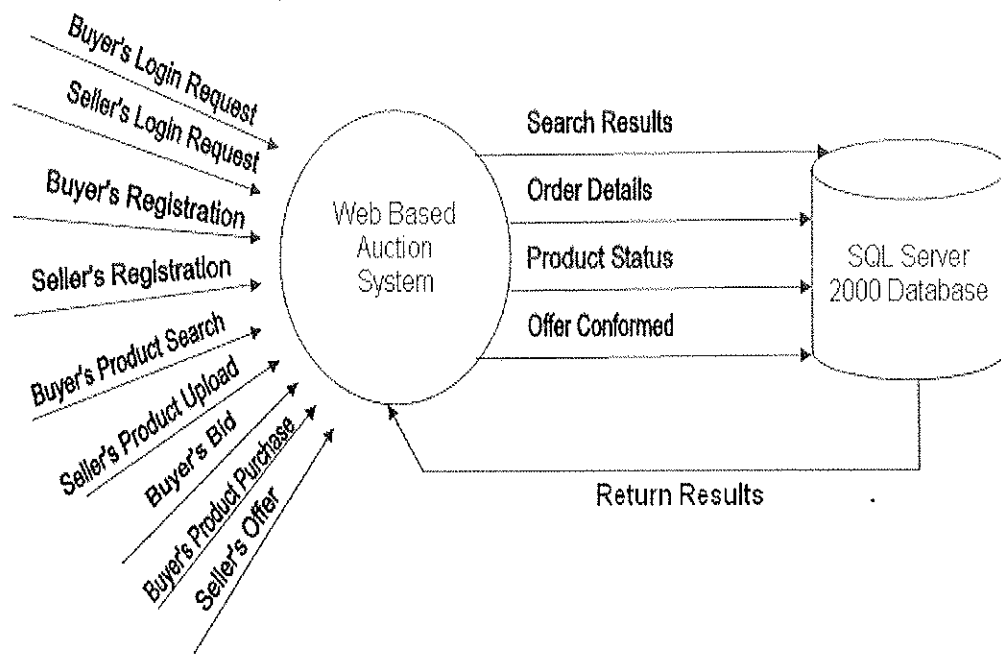 Buyer's Login Request
Seller's Login Request
Buyer's Registration
Seller's Registration
Buyer's Product Search
Seller's Product Upload
Buyer's Bid
Buyer's Product Purchase
Seller's Offer
Web Based
Auction
System
Search Results
Order Details
Product Status
Offer Conformed
SQL Server
2000 Database
Return Results